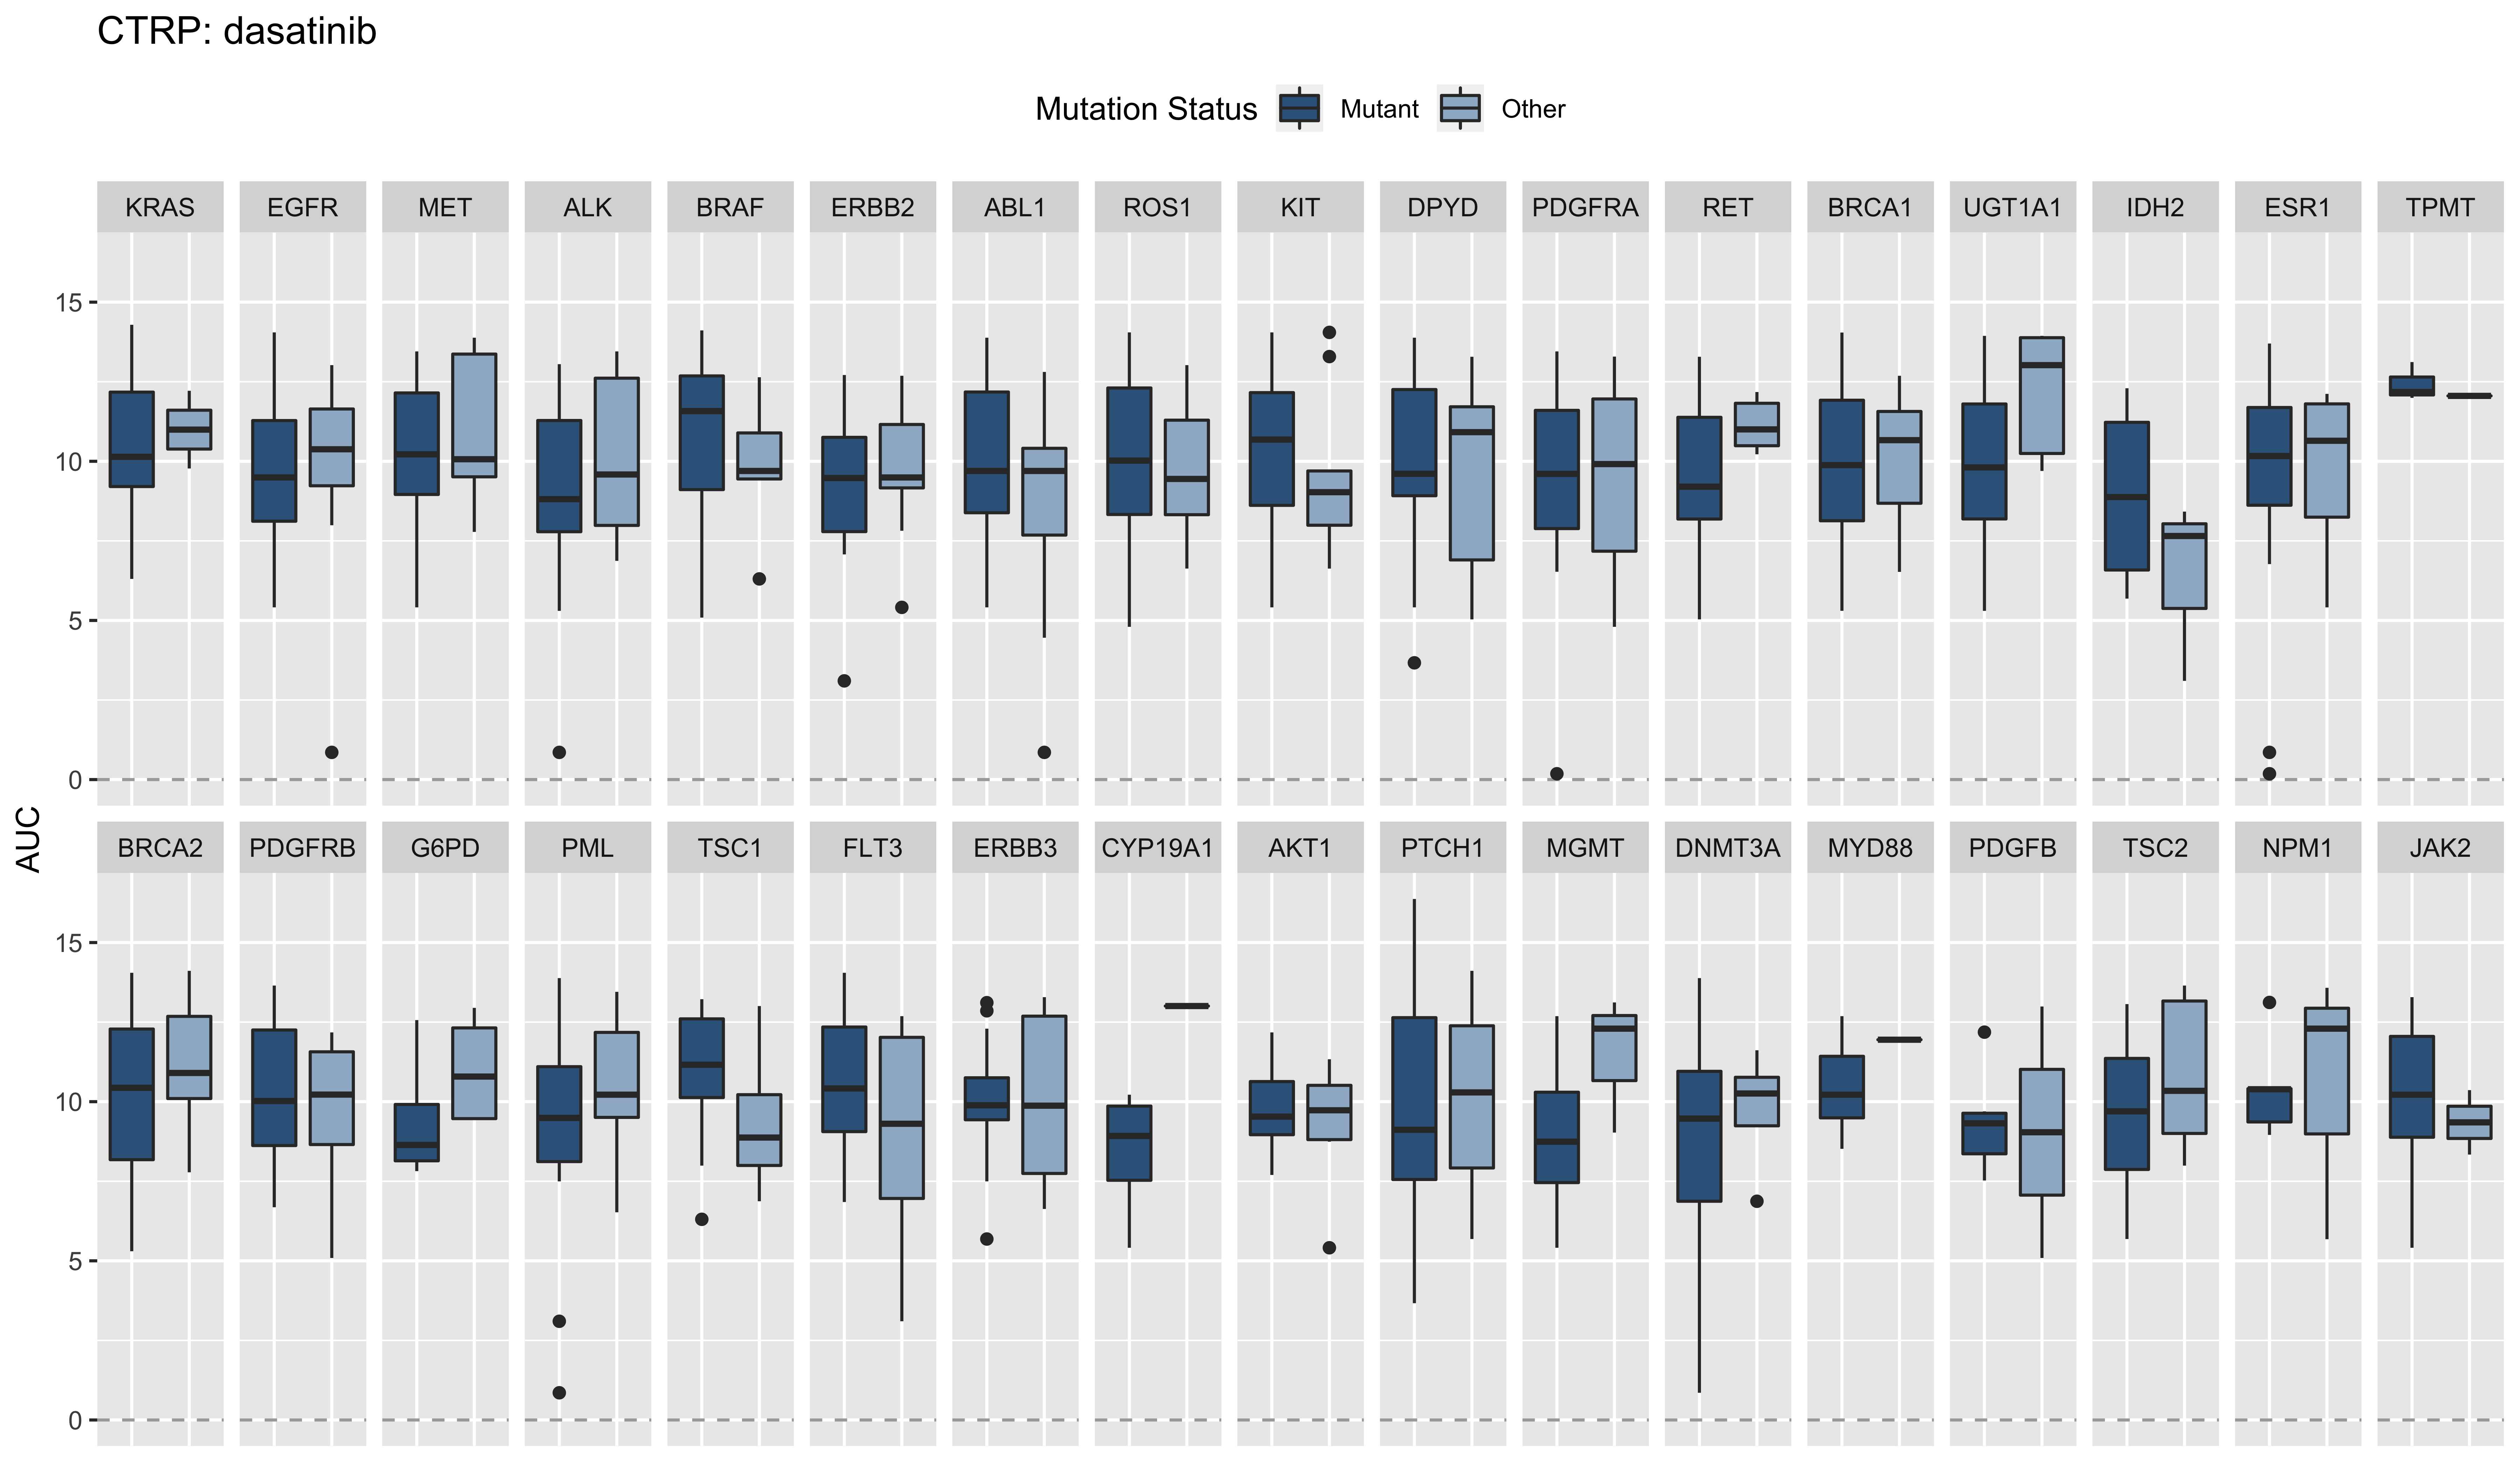 CTRP: dasatinib
Mutation Status Mutant Other
KRAS EGFR MET ALK BRAF ERBB2 ABL1 ROS1 KIT DPYD PDGFRA RET BRCA1 UGT1A1 IDH2 ESR1 TPMT
15
10
5
0
AUC
BRCA2 PDGFRB G6PD PML TSC1 FLT3 ERBB3 CYP19A1 AKT1 PTCH1 MGMT DNMT3A MYD88 PDGFB TSC2 NPM1 JAK2
15
10
5
0